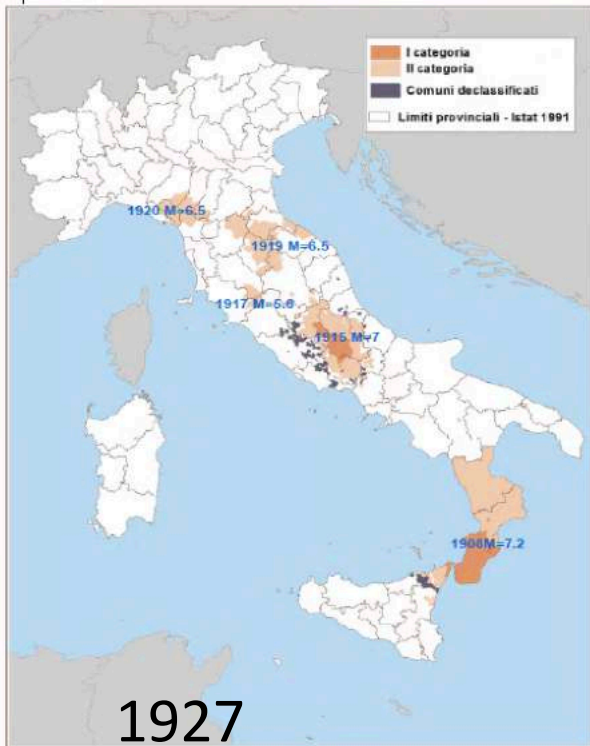 I categoria
II categoria
Comuni declassificati
Limiti provinciali - Istat 1991
1920 M=6.5
1919 M=6.5
1917 M=5.6
1915 M=7
1908M=7.2
1927